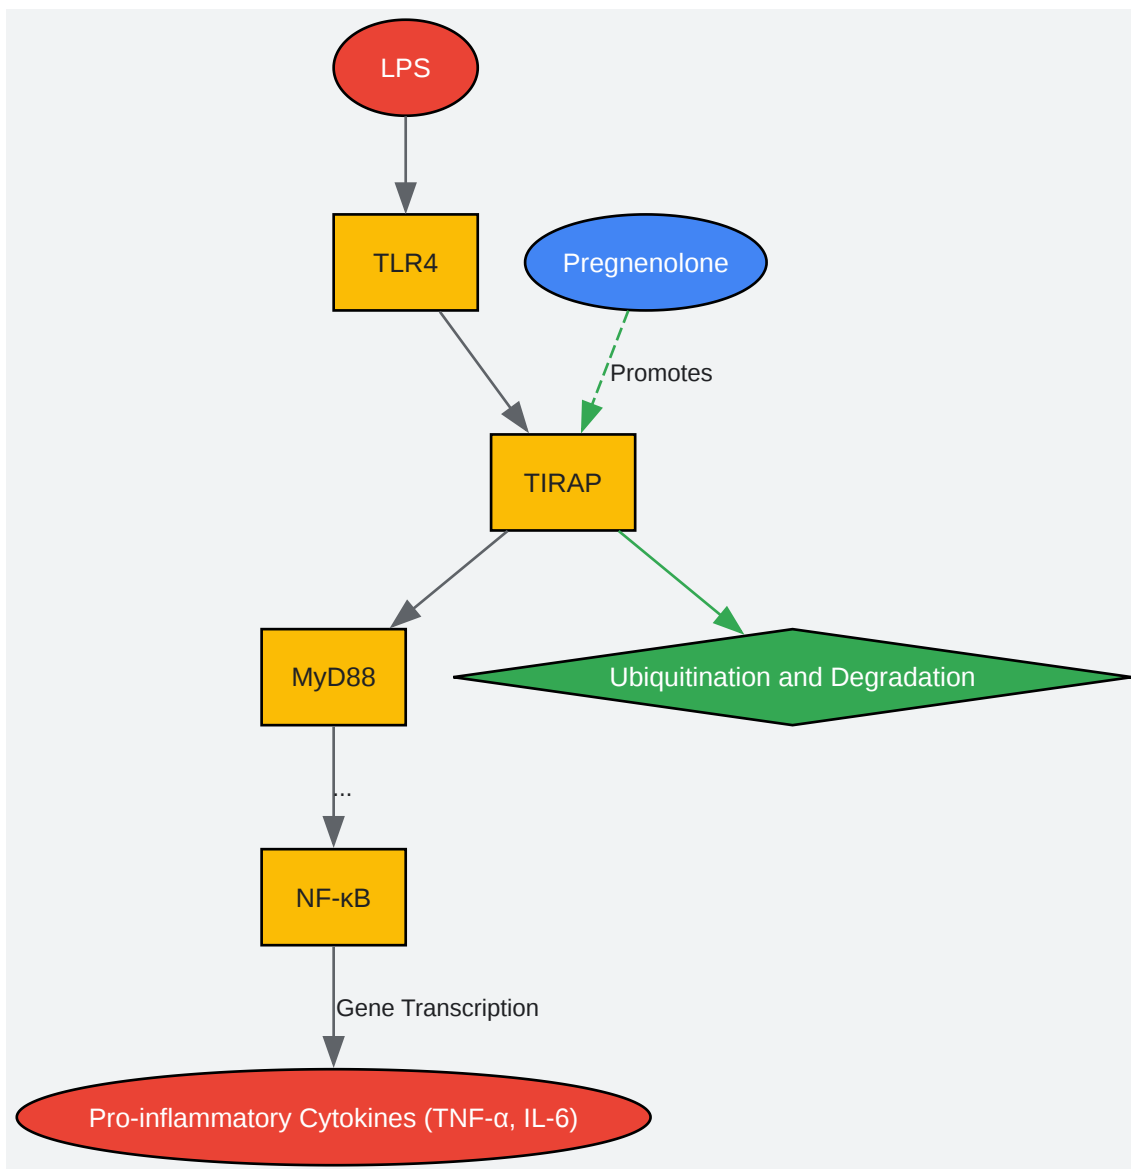 LPS
TLR4
Pregnenolone
Promotes
TIRAP
MyD88
Ubiquitination and Degradation
...
NF-κB
Gene Transcription
Pro-inflammatory Cytokines (TNF-α, IL-6)